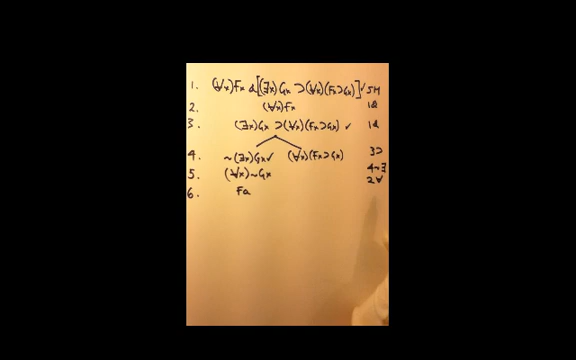 1. (∀x)Fx & [(∃x)Gx ⊃ (∀x)(Fx ⊃ Gx)] ✓ SM
2. (∀x)Fx 1&
3. (∃x)Gx ⊃ (∀x)(Fx ⊃ Gx) ✓ 1&
4. ~(∃x)Gx ✓ (∀x)(Fx ⊃ Gx) 3⊃
5. (∀x)~Gx 4~∃
6. Fa 2∀